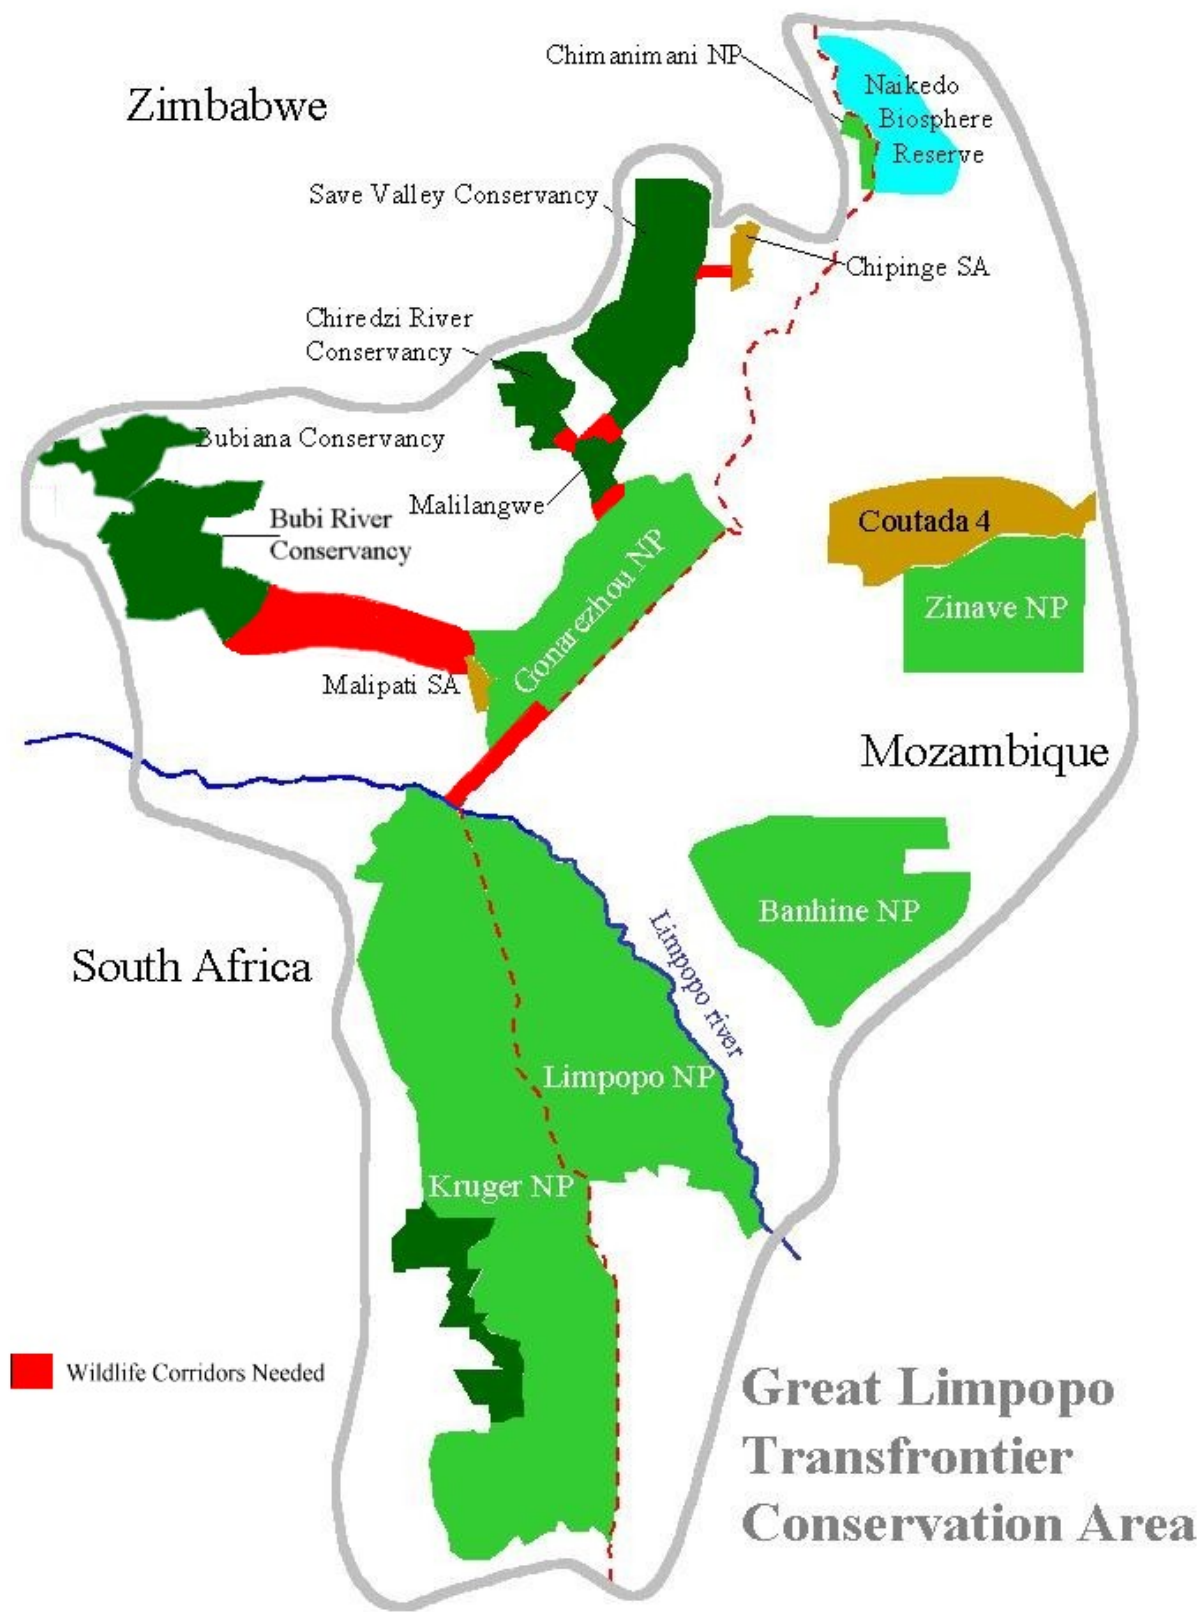 Chimanimani NP
Zimbabwe
Naikedo
Biosphere
Reserve
Save Valley Conservancy
Chipinge SA
Chiredzi River
Conservancy
Bubiana Conservancy
Malilangwe
Bubi River
Conservancy
Coutada 4
Gonarezhou NP
Zinave NP
Malipati SA
Mozambique
Banhine NP
South Africa
Limpopo river
Limpopo NP
Kruger NP
Wildlife Corridors Needed
Great Limpopo
Transfrontier
Conservation Area